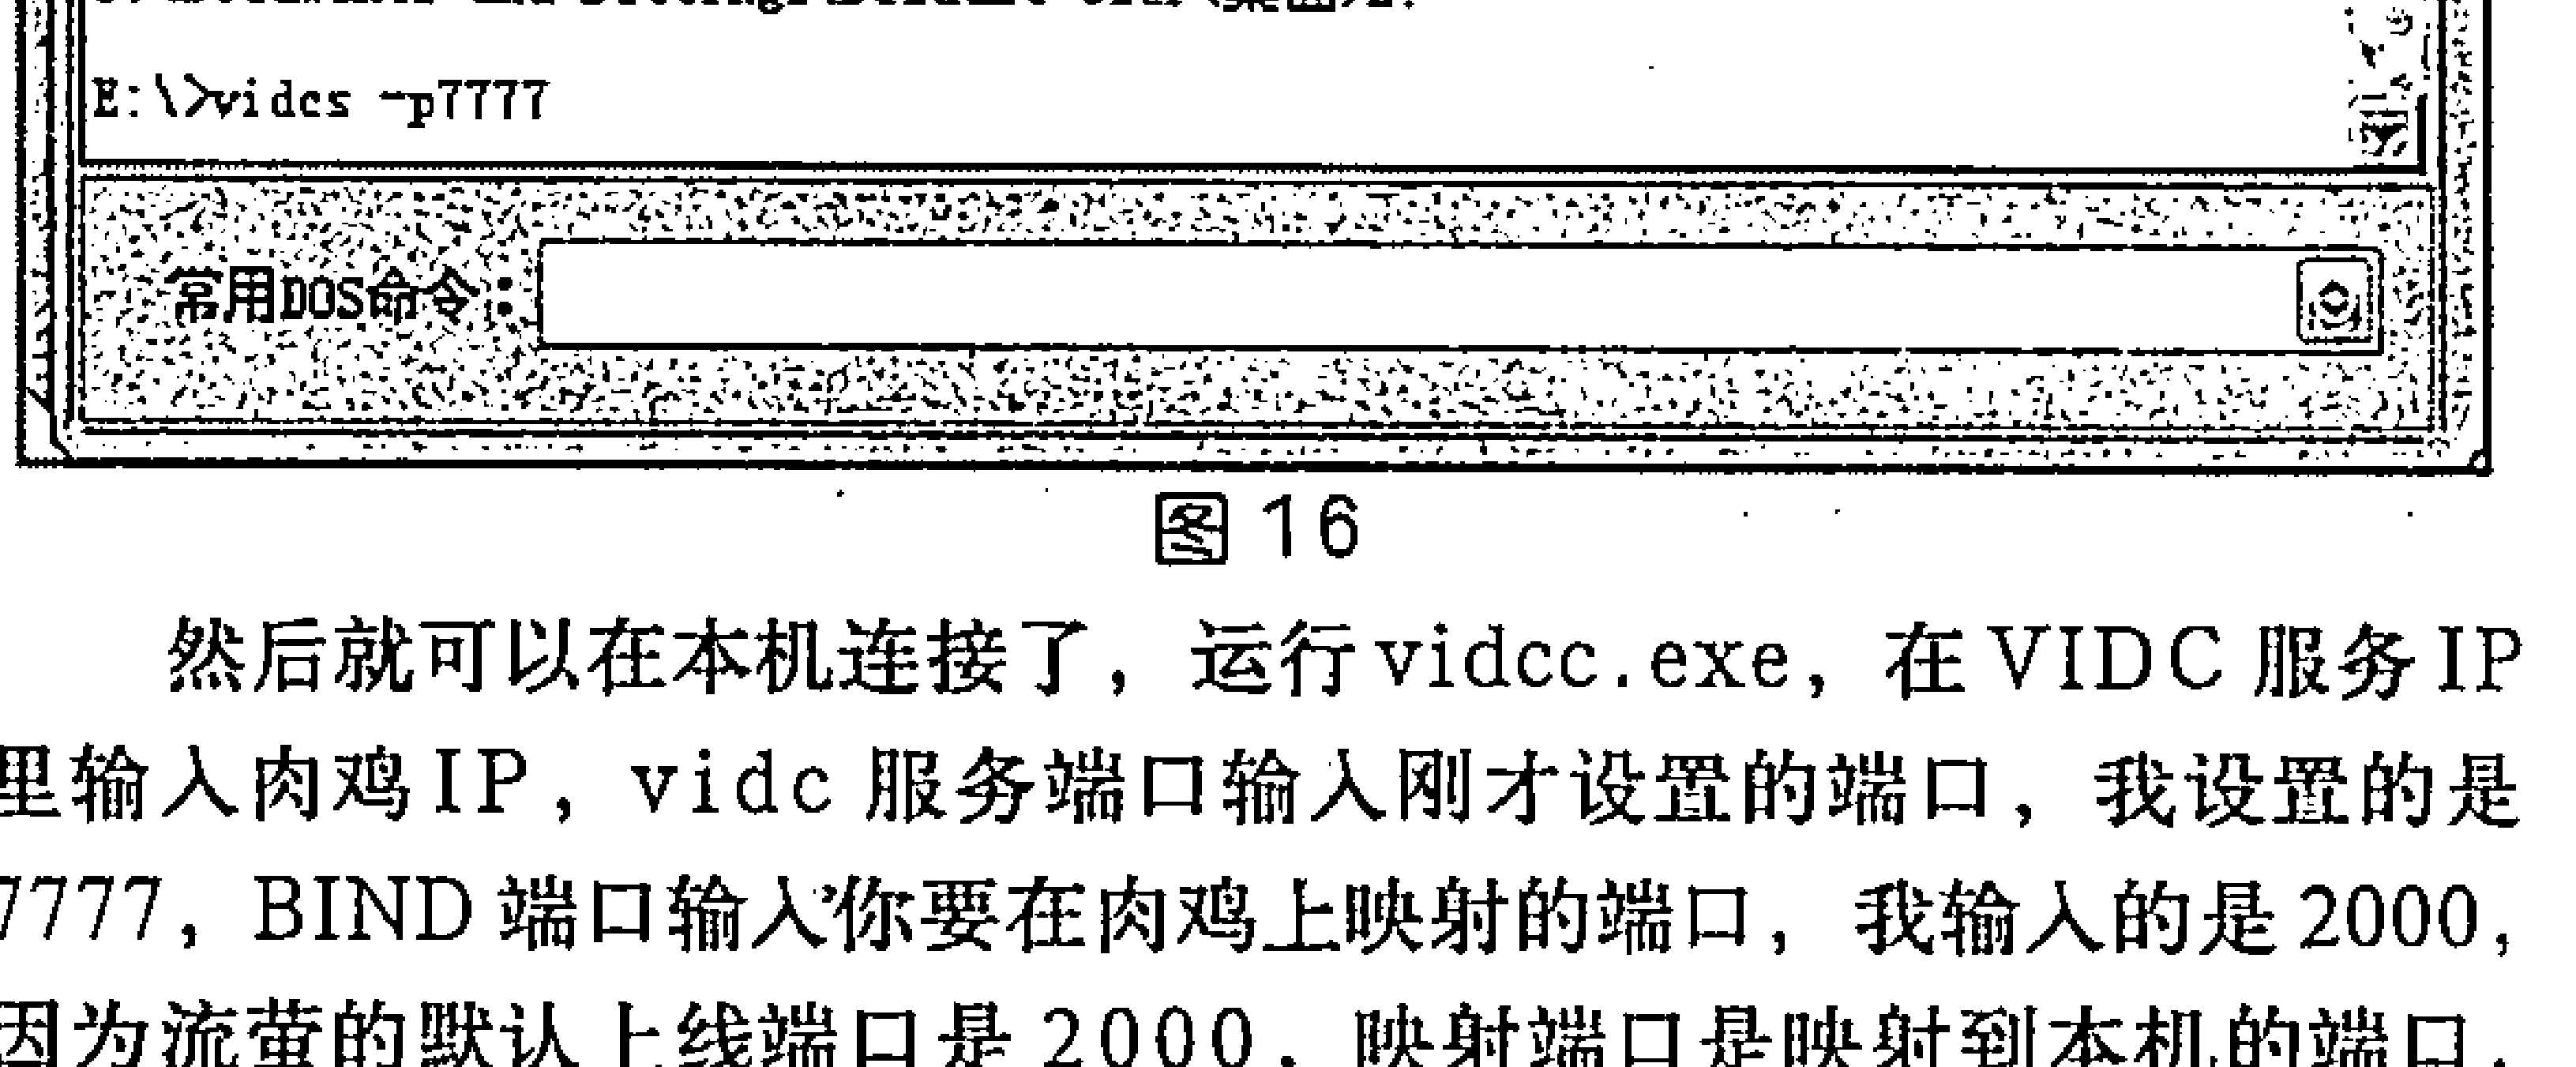 E:\>vidcs -p7777
常用DOS命令：
图 16
然后就可以在本机连接了，运行vidcc.exe，在VIDC服务IP
里输入肉鸡IP，vidc服务端口输入刚才设置的端口，我设置的是
7777，BIND端口输入你要在肉鸡上映射的端口，我输入的是2000，
因为流萤的默认上线端口是2000．映射端口是映射到本机的端口．